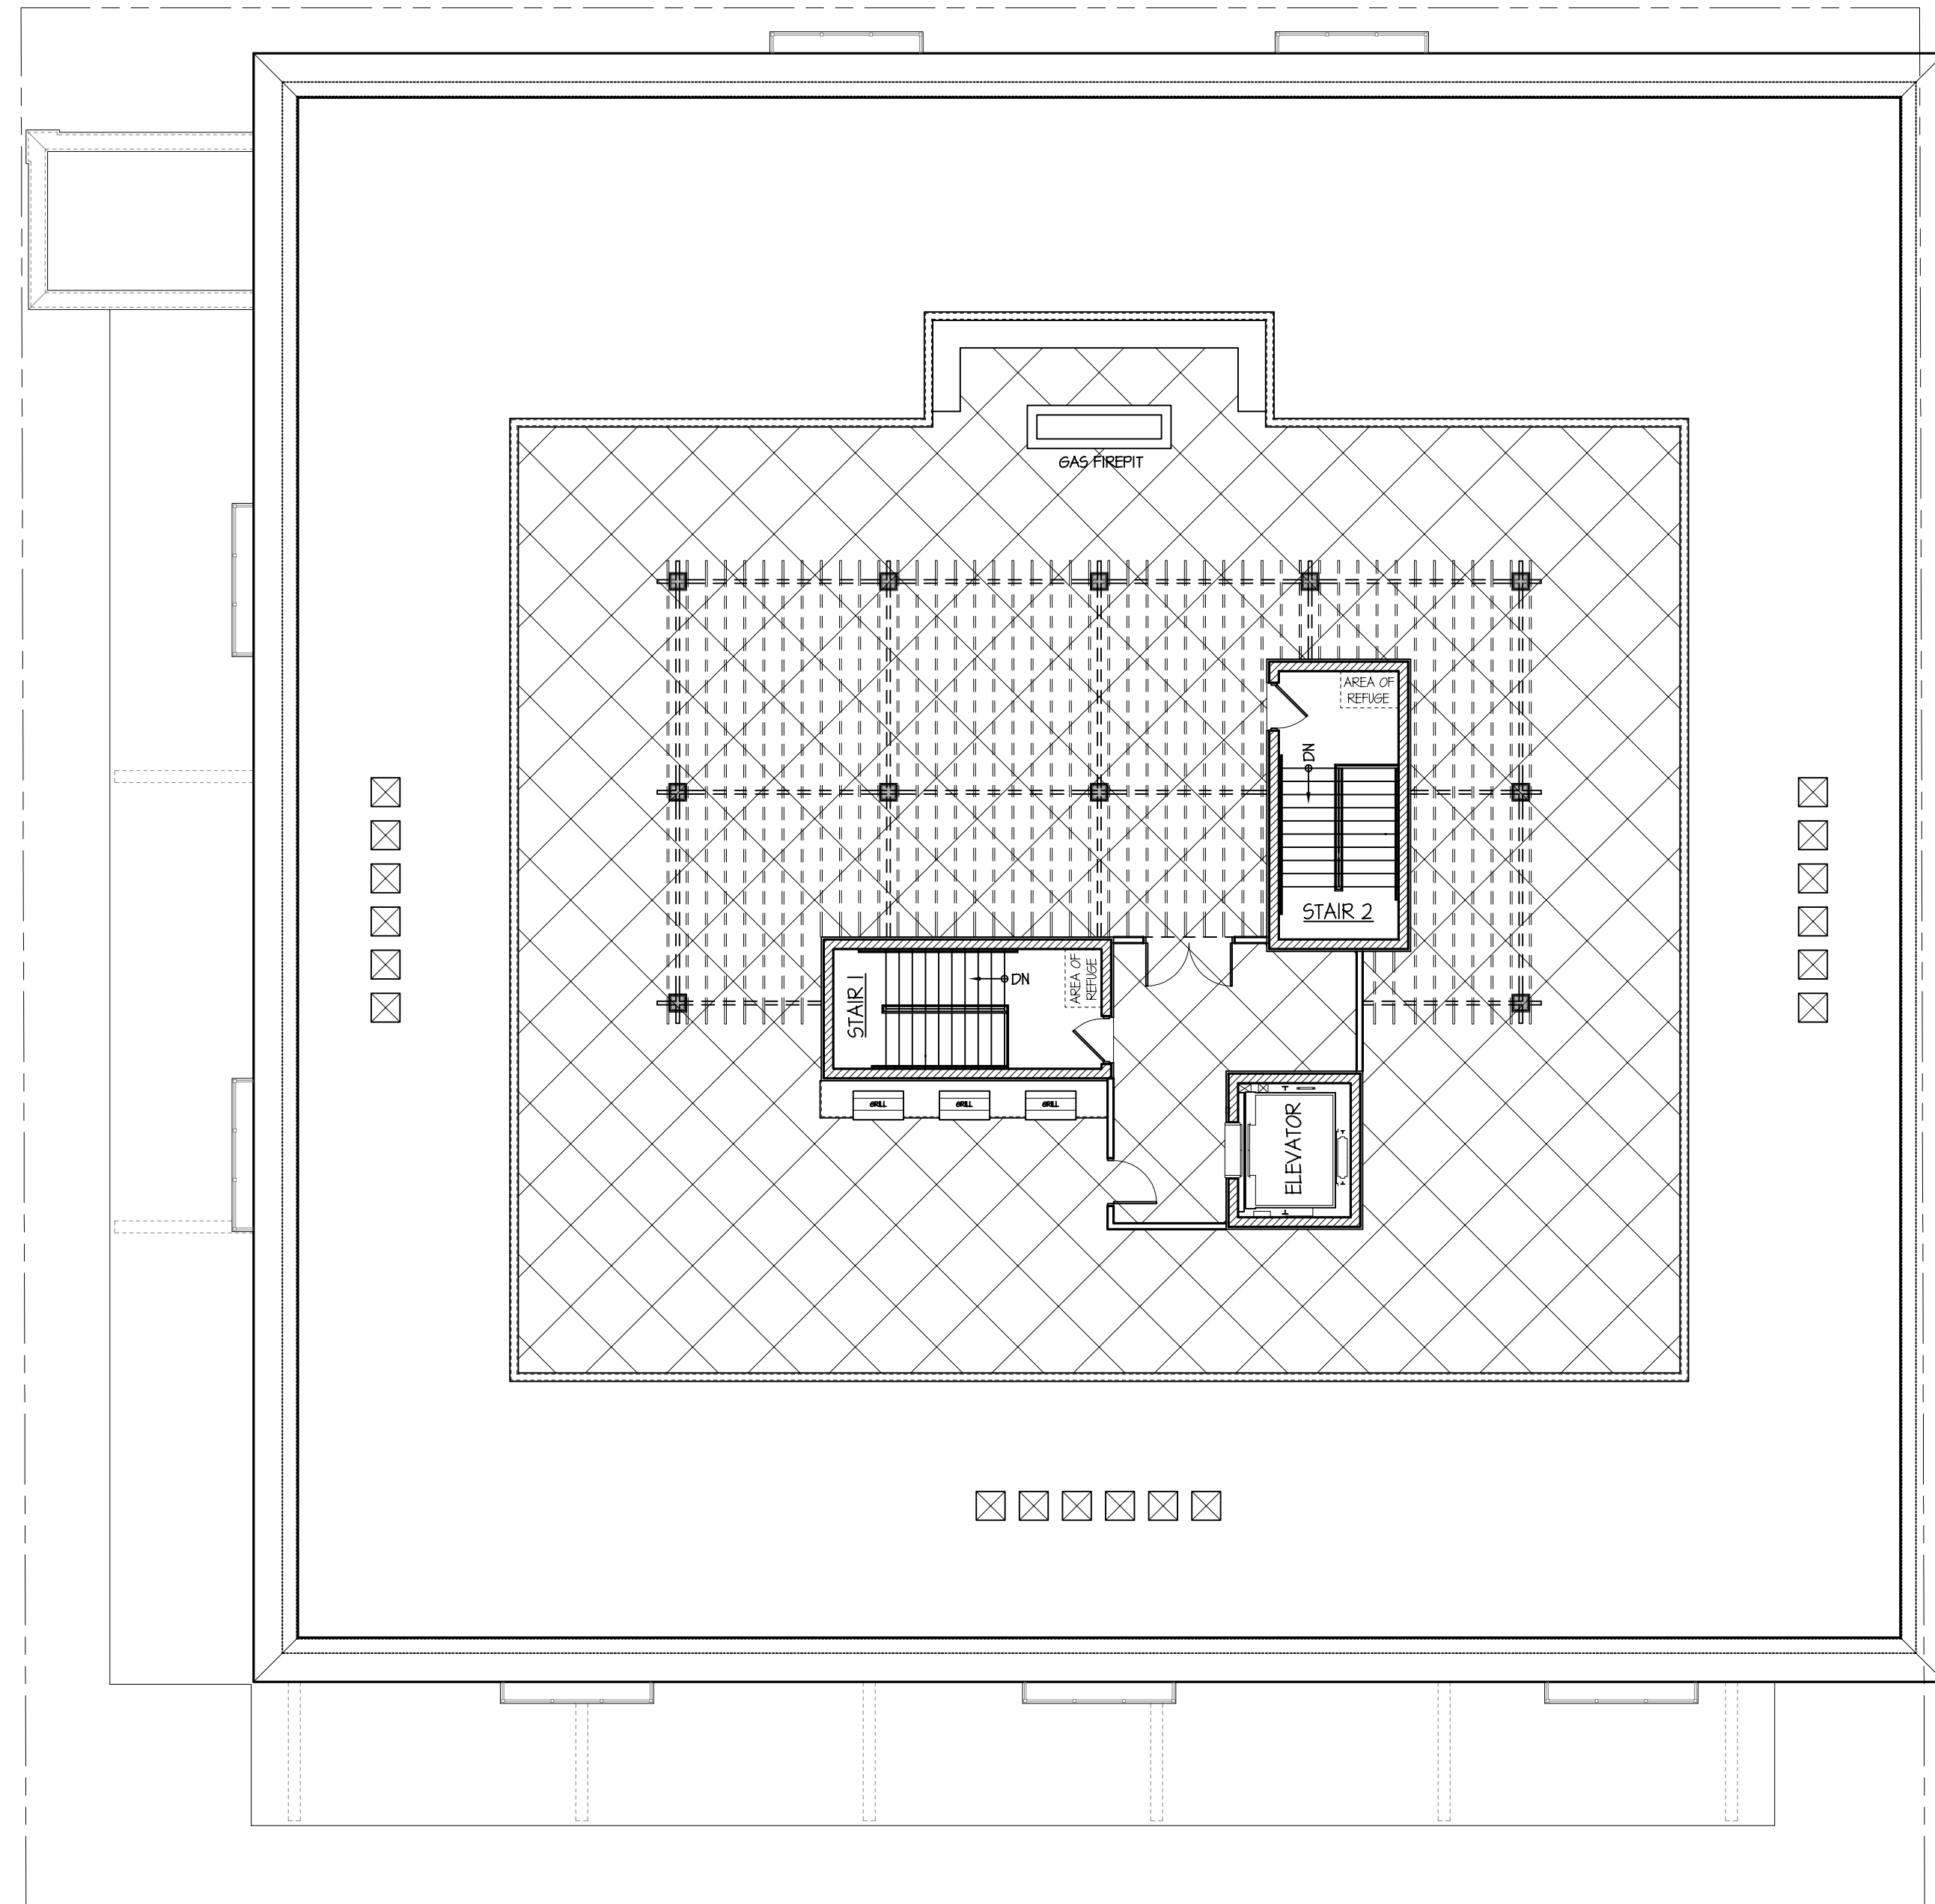 GAS FIREPIT
AREA OF
REFUGE
DN
STAIR 2
STAIR 1
DN
AREA OF
REFUGE
GRILL
GRILL
GRILL
ELEVATOR